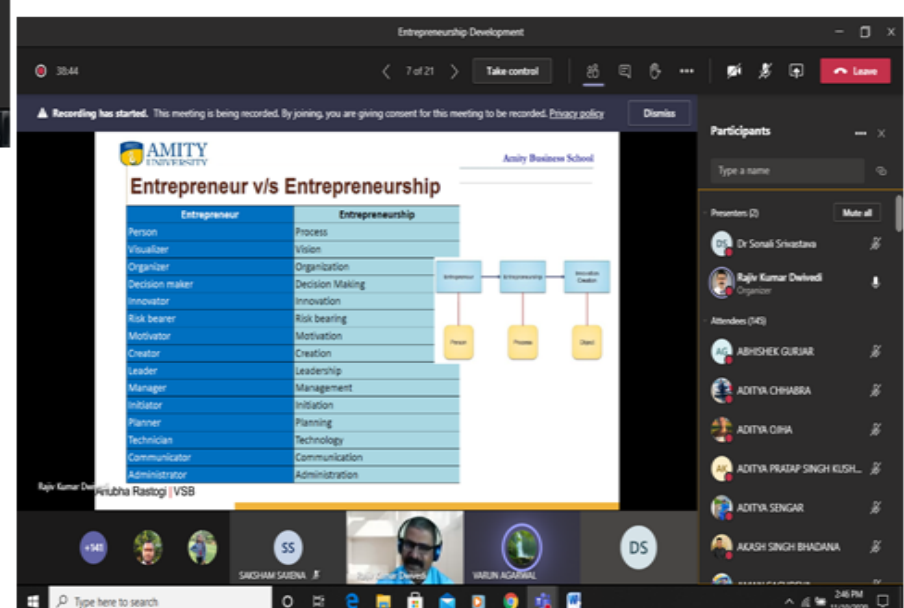 Entrepreneurship Development
38:44
7 of 21
Take control
Leave
Recording has started. This meeting is being recorded. By joining, you are giving consent for this meeting to be recorded. Privacy policy
Dismiss
AMITY
UNIVERSITY
Amity Business School
Entrepreneur v/s Entrepreneurship
Entrepreneur Entrepreneurship
Person Process
Visualizer Vision
Organizer Organization
Decision maker Decision Making
Innovator Innovation
Risk bearer Risk bearing
Motivator Motivation
Creator Creation
Leader Leadership
Manager Management
Initiator Initiation
Planner Planning
Technician Technology
Communicator Communication
Administrator Administration
Entrepreneur Entrepreneurship Innovation Creation
Person Process Object
Rajiv Kumar
Anubha Rastogi | VSB
Participants
Type a name
Presenters (2)
Mute all
DS Dr Sonali Srivastava
Rajiv Kumar Dwivedi
Organizer
Attendees (145)
AG ABHISHEK GURJAR
ADITYA CHHABRA
ADITYA OJHA
AK ADITYA PRATAP SINGH KUSH...
ADITYA SENGAR
AKASH SINGH BHADANA
+141
SS
SAKSHAM SAXENA
Rajiv Kumar Dwivedi
VARUN AGARWAL
DS
Type here to search
2:46 PM